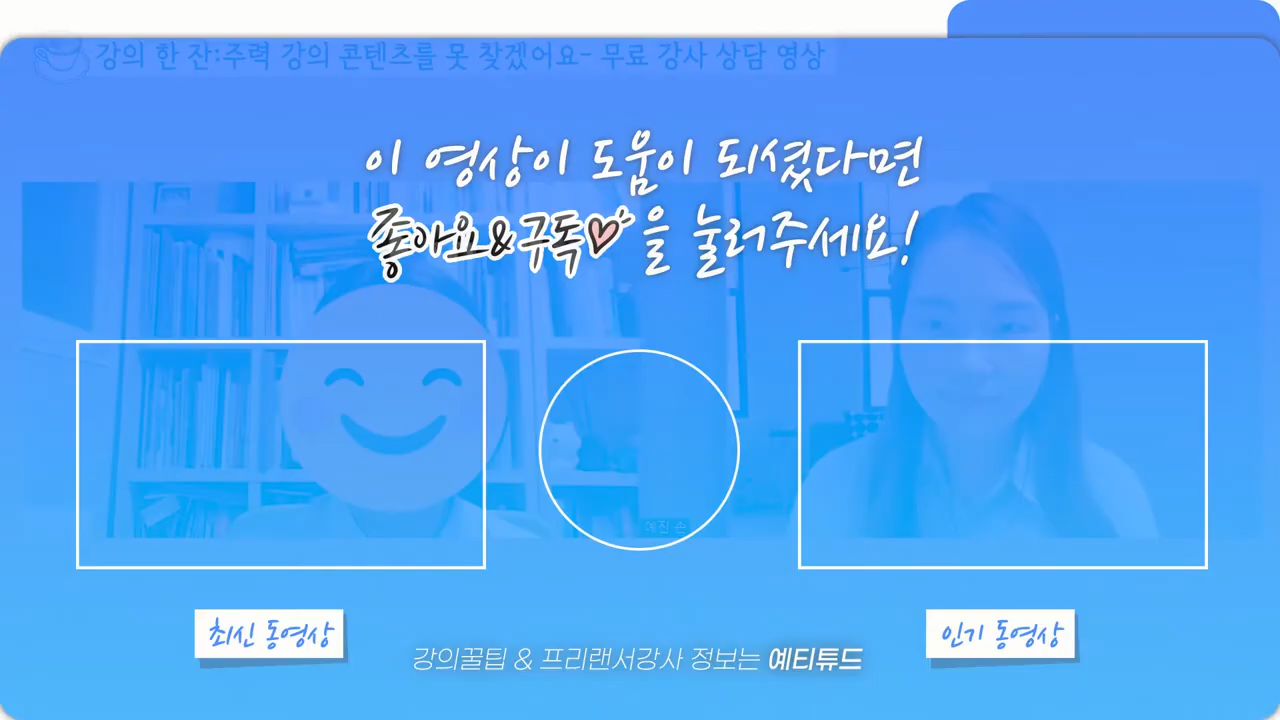 강의 한 잔:주력 강의 콘텐츠를 못 찾겠어요- 무료 강사 상담 영상
이 영상이 도움이 되셨다면
좋아요&구독♡을 눌러주세요!
예진 손
최신 동영상
인기 동영상
강의꿀팁 & 프리랜서강사 정보는 예티튜드